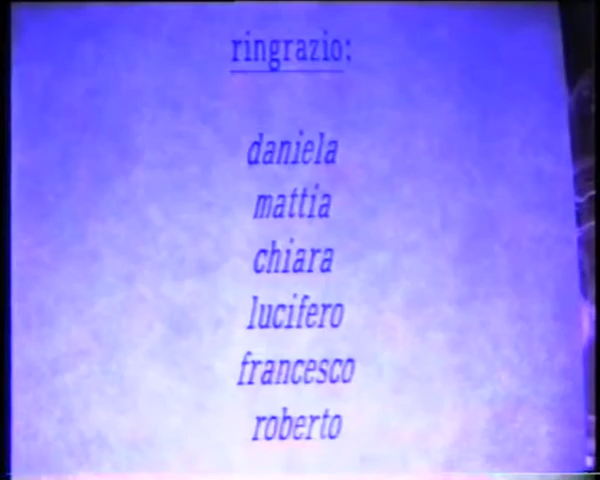 ringrazio:
daniela
mattia
chiara
lucifero
francesco
roberto